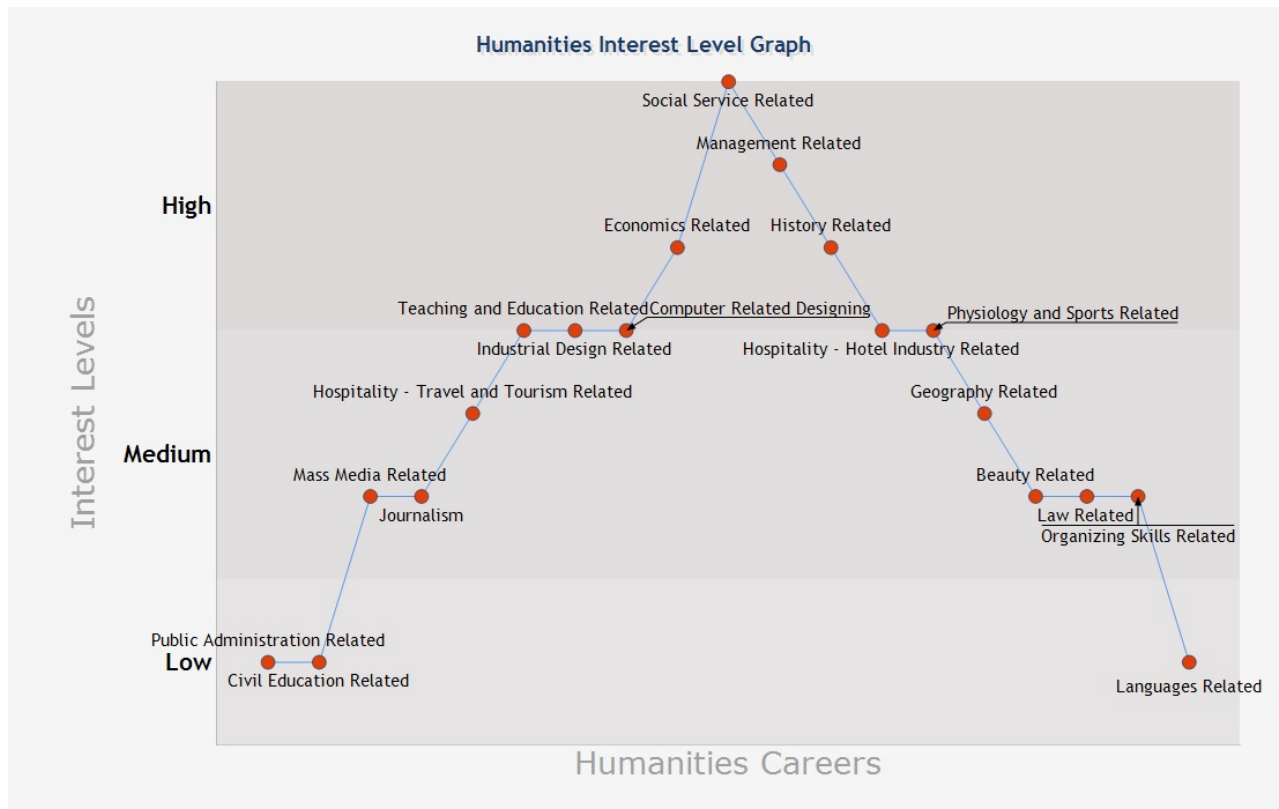 Humanities Interest Level Graph
Social Service Related
Management Related
High
Economics Related
History Related
Teaching and Education Related
Computer Related Designing
Physiology and Sports Related
Industrial Design Related
Hospitality - Hotel Industry Related
Interest Levels
Hospitality - Travel and Tourism Related
Geography Related
Medium
Mass Media Related
Beauty Related
Journalism
Law Related
Organizing Skills Related
Public Administration Related
Low
Civil Education Related
Languages Related
Humanities Careers